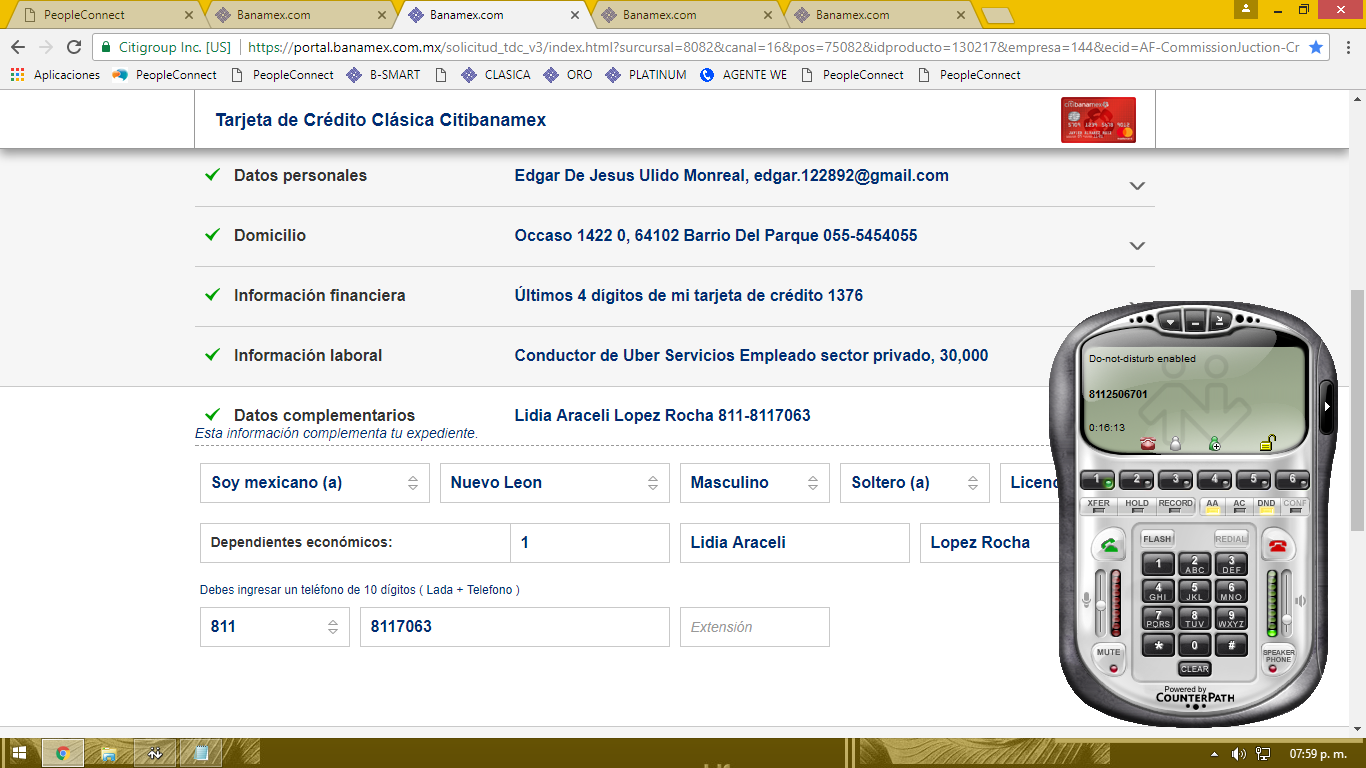 PeopleConnect
Banamex.com
Banamex.com
Banamex.com
Banamex.com
Citigroup Inc. [US]
https://portal.banamex.com.mx/solicitud_tdc_v3/index.html?sursursal=8082&canal=16&pos=75082&idproducto=130217&empresa=144&ecid=AF-CommissionJuction-Cr
Aplicaciones
PeopleConnect
PeopleConnect
B-SMART
CLASICA
ORO
PLATINUM
AGENTE WE
PeopleConnect
PeopleConnect
Tarjeta de Crédito Clásica Citibanamex
citibanamex
Datos personales
Edgar De Jesus Ulido Monreal, edgar.122892@gmail.com
Domicilio
Occaso 1422 0, 64102 Barrio Del Parque 055-5454055
Información financiera
Últimos 4 dígitos de mi tarjeta de crédito 1376
Información laboral
Conductor de Uber Servicios Empleado sector privado, 30,000
Datos complementarios
Lidia Araceli Lopez Rocha 811-8117063
Esta información complementa tu expediente.
Soy mexicano (a)
Nuevo Leon
Masculino
Soltero (a)
Licenc
Dependientes económicos:
1
Lidia Araceli
Lopez Rocha
Debes ingresar un teléfono de 10 dígitos ( Lada + Telefono )
811
8117063
Extensión
Do-not-disturb enabled
8112506701
0:16:13
1 2 3 4 5 6
XFER HOLD RECORD AA AC DND CONF
FLASH REDIAL
1 2 ABC 3 DEF
4 GHI 5 JKL 6 MNO
7 PQRS 8 TUV 9 WXYZ
* 0 #
MUTE
SPEAKER PHONE
CLEAR
Powered by
COUNTERPATH
07:59 p. m.